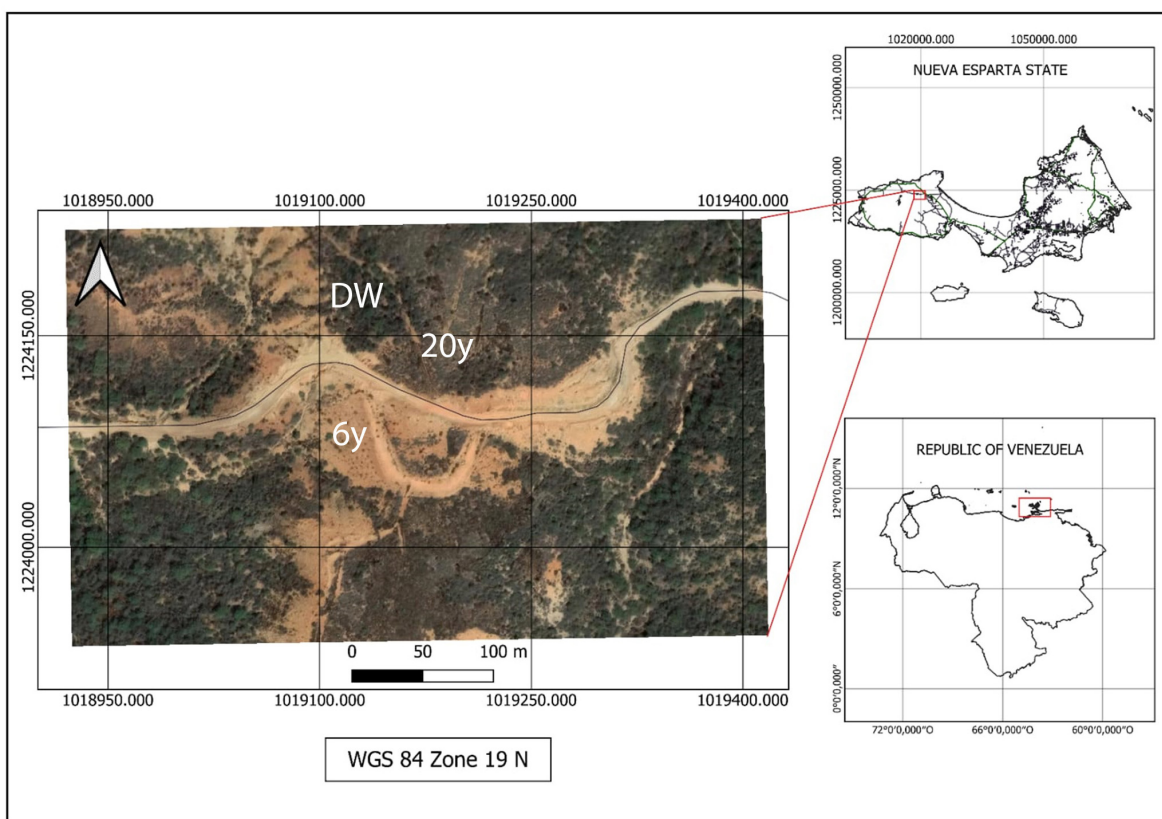 1018950.000 1019100.000 1019250.000 1019400.000
1224150.000
1224000.000
DW
20y
6y
0 50 100 m
1018950.000 1019100.000 1019250.000 1019400.000
WGS 84 Zone 19 N
1020000.000 1050000.000
NUEVA ESPARTA STATE
1250000.000
1225000.000
1200000.000
REPUBLIC OF VENEZUELA
12°0'0,000"N
6°0'0,000"N
0°0'0,000"N
72°0'0,000"O 66°0'0,000"O 60°0'0,000"O